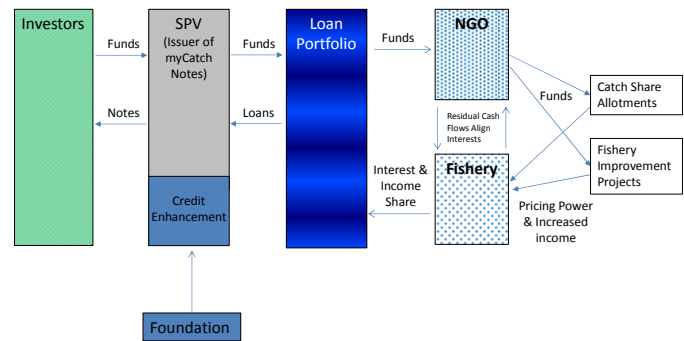 Investors
SPV
(Issuer of
myCatch
Notes)
Loan
Portfolio
NGO
Funds
Funds
Funds
Notes
Loans
Funds
Catch Share
Allotments
Residual Cash
Flows Align
Interests
Fishery
Improvement
Projects
Fishery
Interest &
Income
Share
Credit
Enhancement
Pricing Power
& Increased
income
Foundation